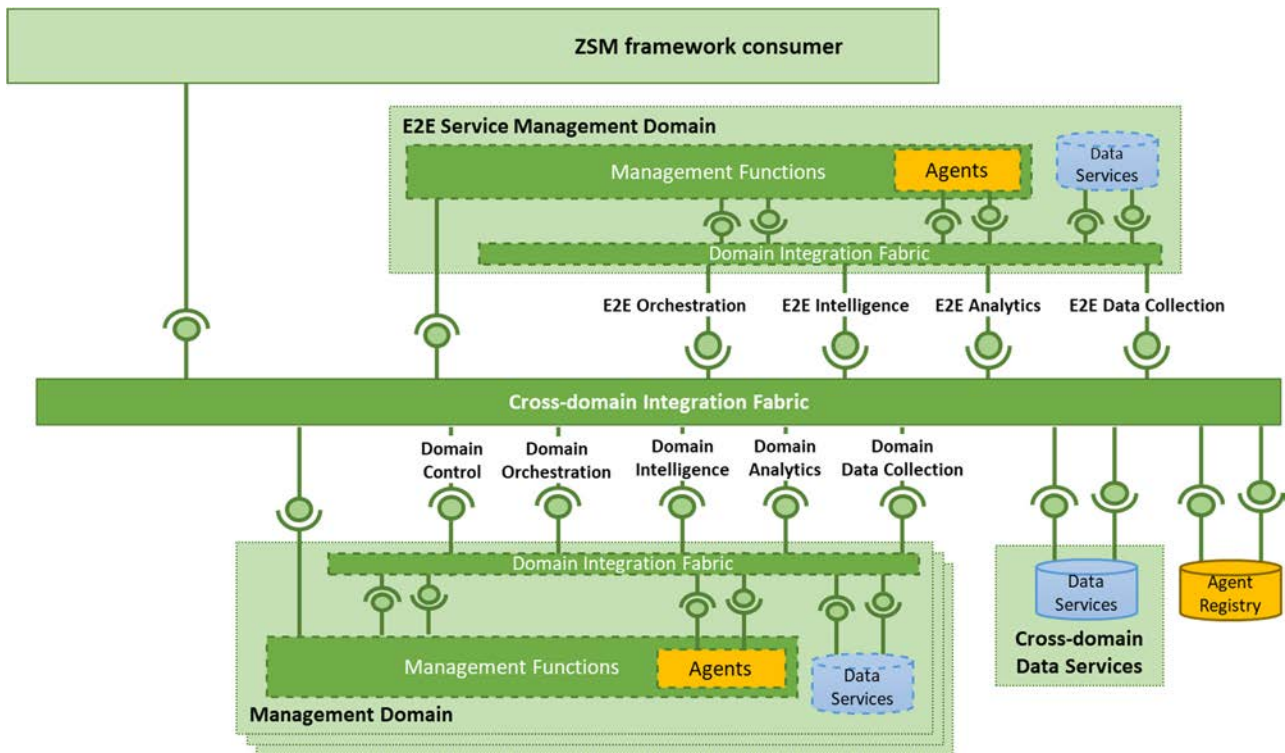 ZSM framework consumer
E2E Service Management Domain
Management Functions
Agents
Data
Services
Domain Integration Fabric
E2E Orchestration
E2E Intelligence
E2E Analytics
E2E Data Collection
Cross-domain Integration Fabric
Domain
Control
Domain
Orchestration
Domain
Intelligence
Domain
Analytics
Domain
Data Collection
Domain Integration Fabric
Management Functions
Agents
Data
Services
Management Domain
Data
Services
Cross-domain
Data Services
Agent
Registry